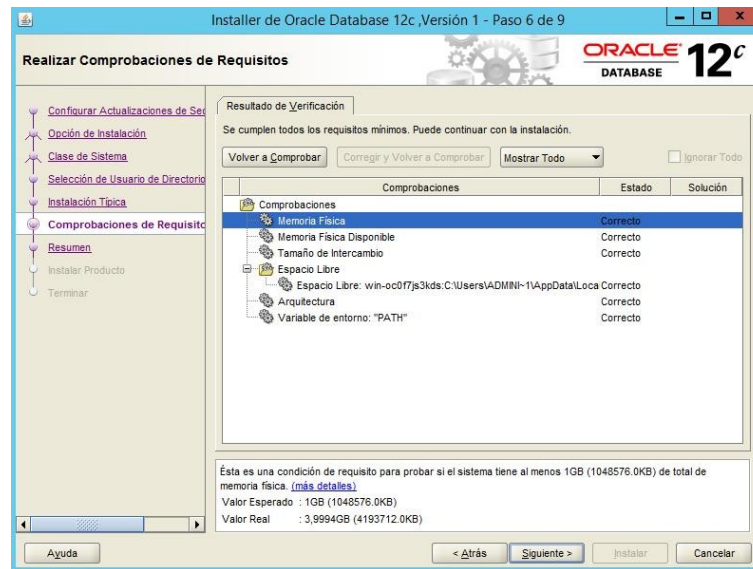 Installer de Oracle Database 12c ,Versión 1 - Paso 6 de 9
Realizar Comprobaciones de Requisitos
ORACLE
DATABASE
12c
Configurar Actualizaciones de Seg
Opción de Instalación
Clase de Sistema
Selección de Usuario de Directorio
Instalación Típica
Comprobaciones de Requisito
Resumen
Instalar Producto
Terminar
Resultado de Verificación
Se cumplen todos los requisitos mínimos. Puede continuar con la instalación.
Volver a Comprobar Corregir y Volver a Comprobar Mostrar Todo Ignorar Todo
Comprobaciones Estado Solución
Comprobaciones
Memoria Física Correcto
Memoria Física Disponible Correcto
Tamaño de Intercambio Correcto
Espacio Libre
Espacio Libre: win-oc0f7js3kds:C:\Users\ADMINI~1\AppData\Loca Correcto
Arquitectura Correcto
Variable de entorno: "PATH" Correcto
Ésta es una condición de requisito para probar si el sistema tiene al menos 1GB (1048576.0KB) de total de
memoria física. (más detalles)
Valor Esperado : 1GB (1048576.0KB)
Valor Real : 3,9994GB (4193712.0KB)
Ayuda < Atrás Siguiente > Instalar Cancelar